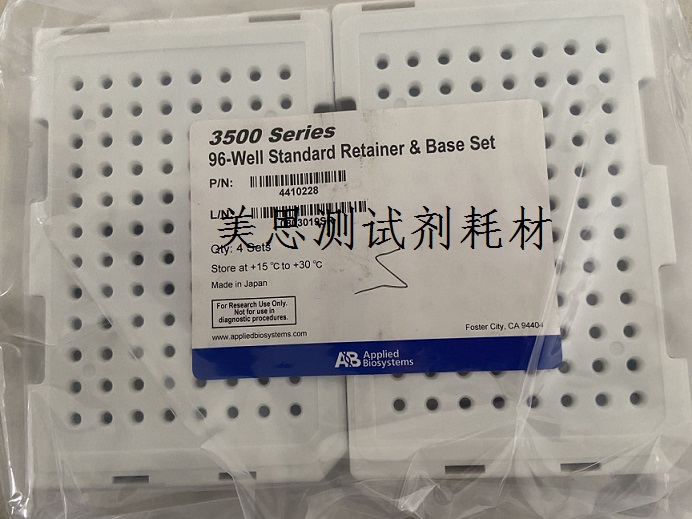 3500 Series
96-Well Standard Retainer & Base Set
P/N:
4410228
L/N:
美思测试剂耗材
Qty: 4 Sets
Store at +15 °C to +30 °C
Made in Japan
For Research Use Only.
Not for use in
diagnostic procedures.
www.appliedbiosystems.com
Foster City, CA
AB Applied
Biosystems